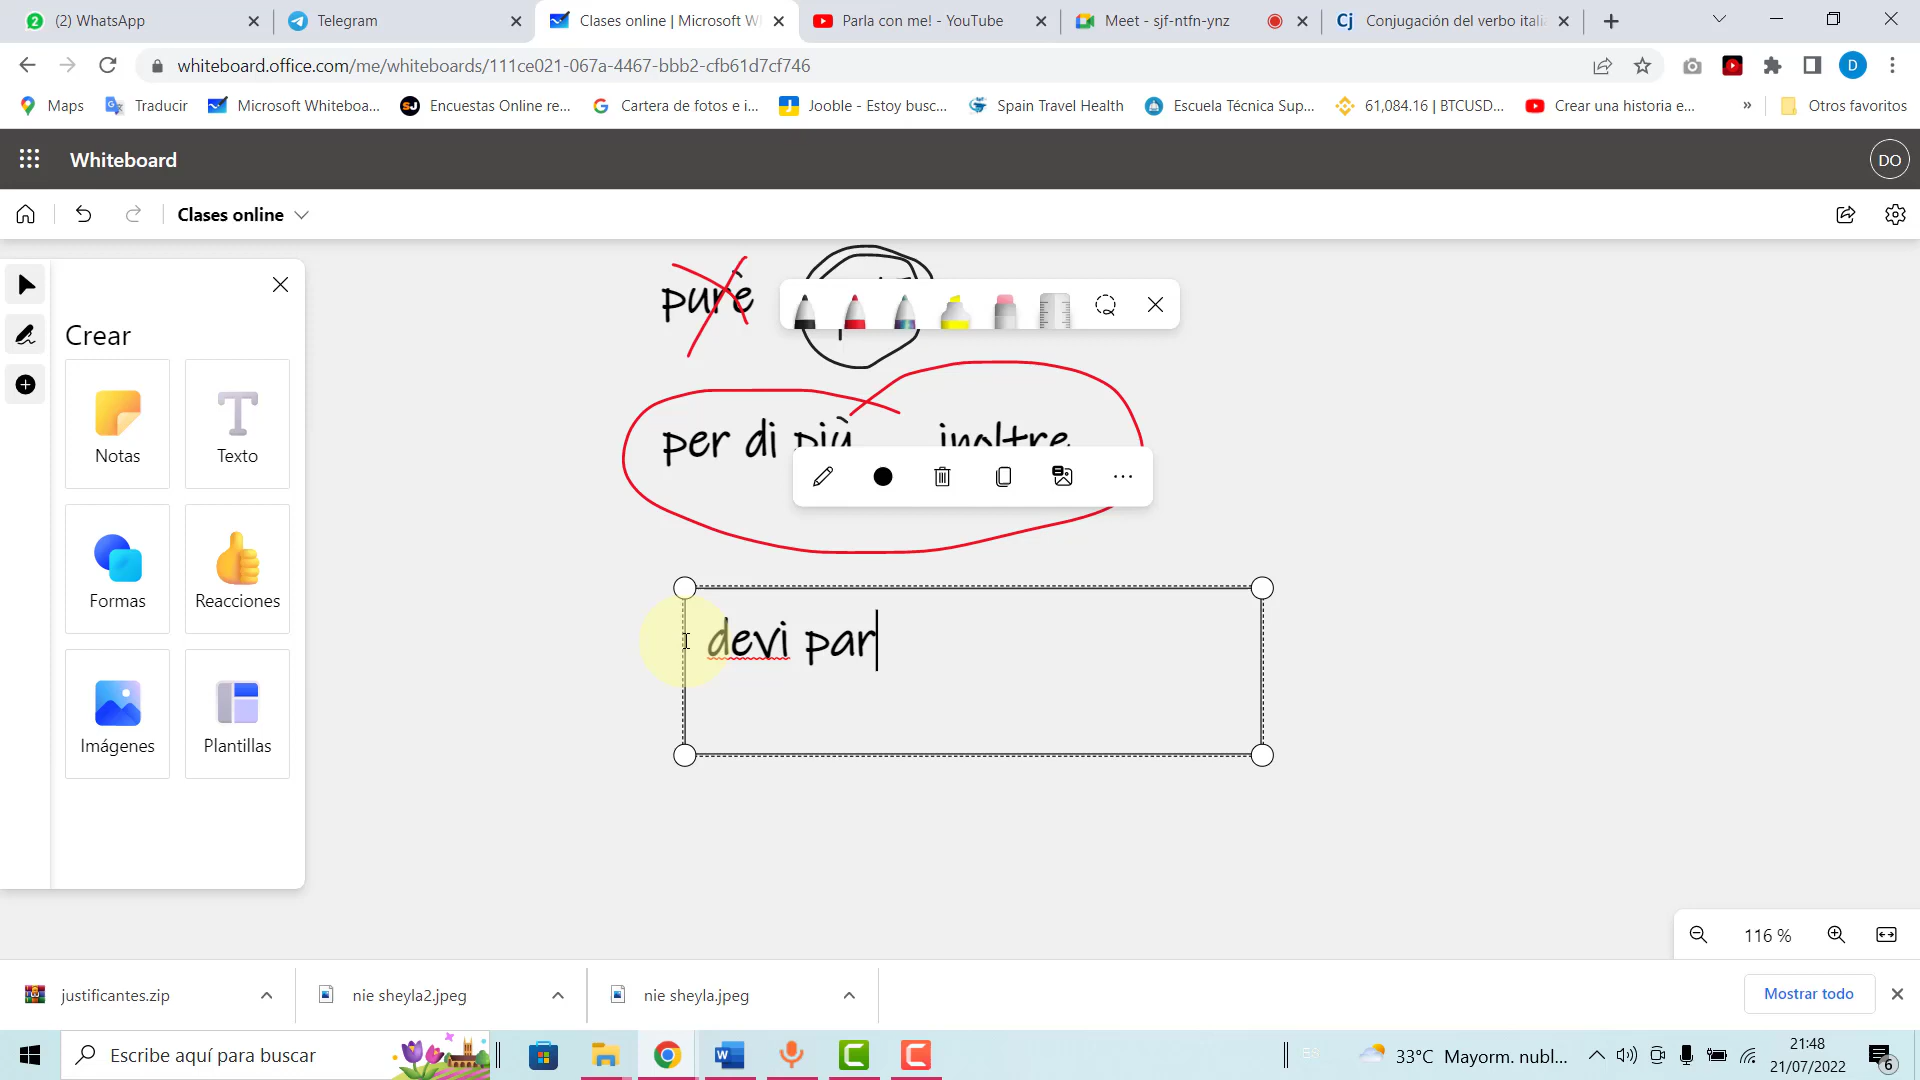 (2) WhatsApp
Telegram
Clases online | Microsoft W
Parla con me! - YouTube
Meet - sjf-ntfn-ynz
Cj Conjugación del verbo itali
whiteboard.office.com/me/whiteboards/111ce021-067a-4467-bbb2-cfb61d7cf746
D
Maps
Traducir
Microsoft Whiteboa...
Encuestas Online re...
Cartera de fotos e i...
Jooble - Estoy busc...
Spain Travel Health
Escuela Técnica Sup...
61,084.16 | BTCUSD...
Crear una historia e...
»
Otros favoritos
Whiteboard
DO
Clases online
Crear
Notas
Texto
Formas
Reacciones
Imágenes
Plantillas
purè
per di più inoltre
devi par
116 %
justificantes.zip
nie sheyla2.jpeg
nie sheyla.jpeg
Mostrar todo
Escribe aquí para buscar
33°C Mayorm. nubl...
21:48
21/07/2022
6